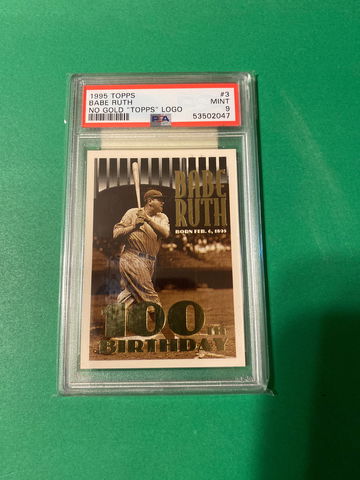 1995 TOPPS #3
BABE RUTH MINT
NO GOLD "TOPPS" LOGO 9
PSA 53502047
BABE
RUTH
BORN FEB. 6, 1895
100TH
BIRTHDAY